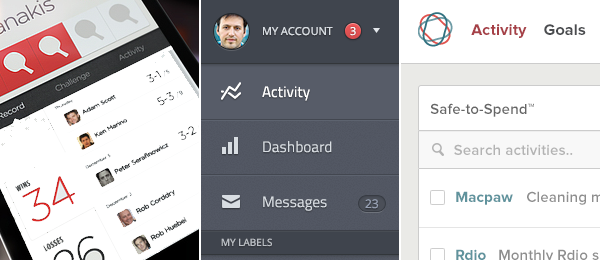 anakis
Record
Challenge
Activity
Adam Scott
3-1
Ken Marino
5-3
Peter Serafinowicz
3-2
WINS
34
Rob Corddry
LOSSES
Rob Huebel
MY ACCOUNT 3
Activity
Dashboard
Messages 23
MY LABELS
Activity Goals
Safe-to-Spend™
Search activities..
Macpaw Cleaning m
Rdio Monthly Rdio s